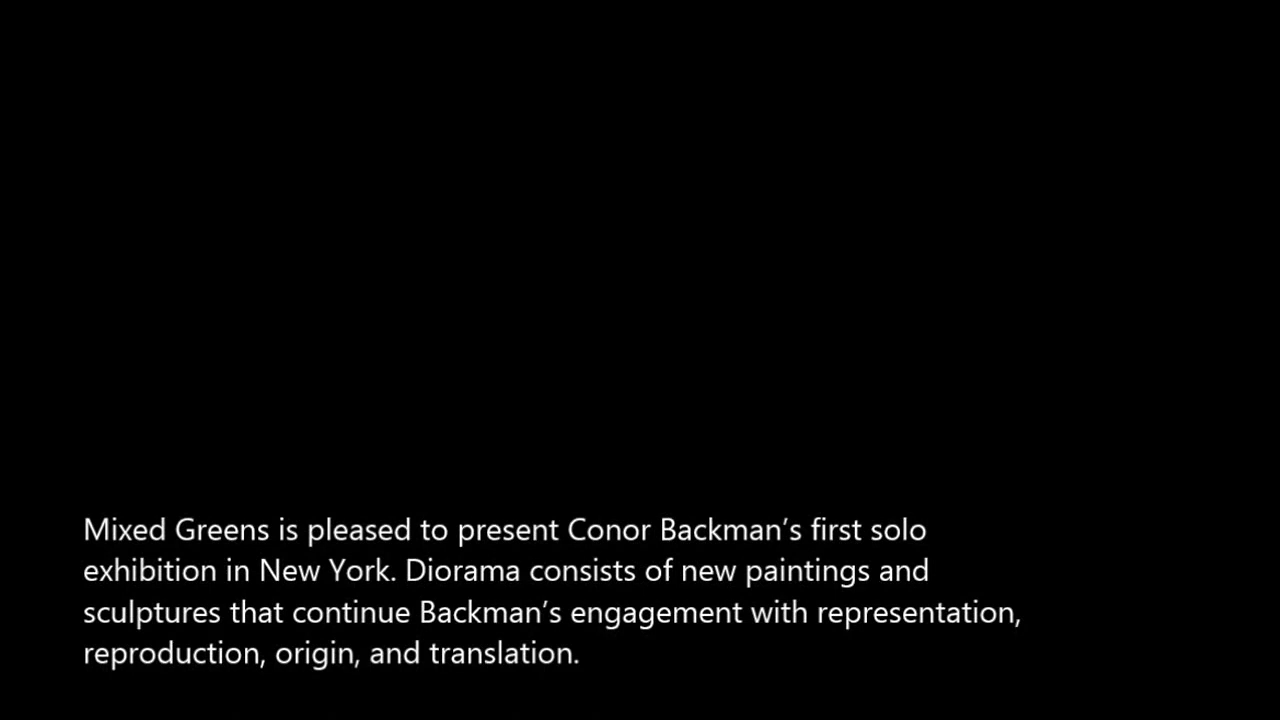 Mixed Greens is pleased to present Conor Backman’s first solo
exhibition in New York. Diorama consists of new paintings and
sculptures that continue Backman’s engagement with representation,
reproduction, origin, and translation.